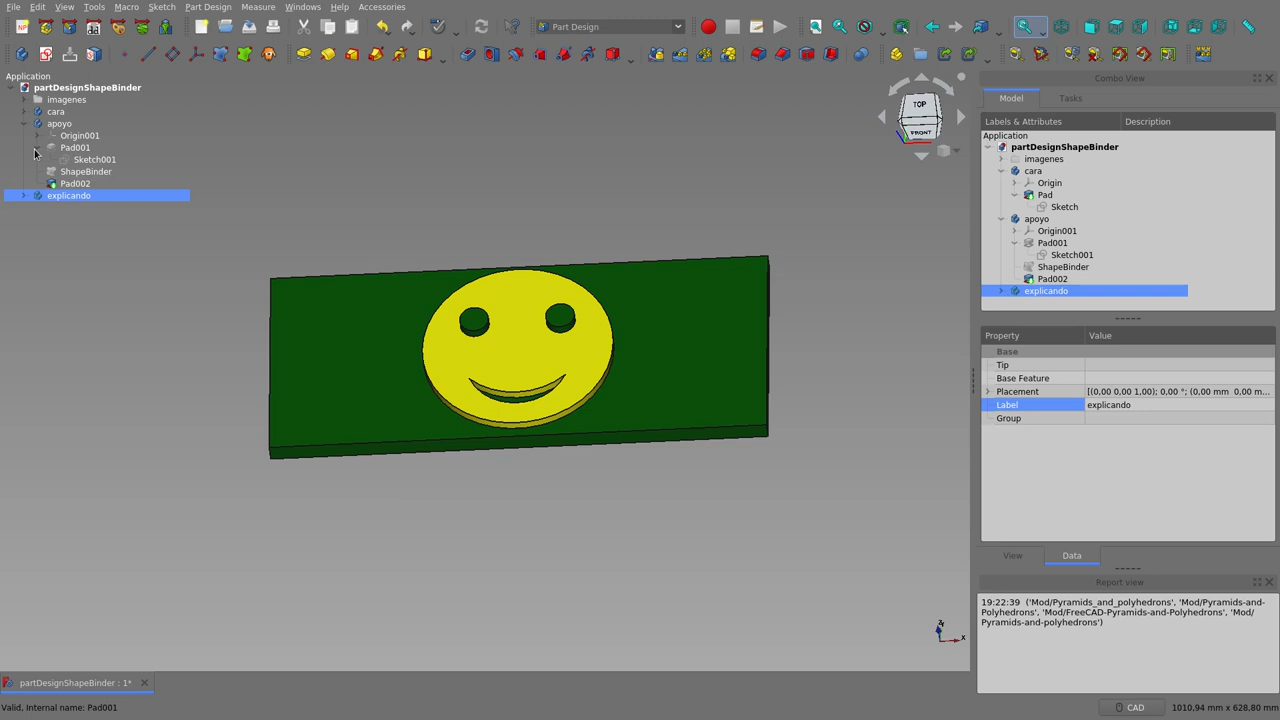 File Edit View Tools Macro Sketch Part Design Measure Windows Help Accessories
Part Design
Application
partDesignShapeBinder
imagenes
cara
apoyo
Origin001
Pad001
Sketch001
ShapeBinder
Pad002
explicando
TOP
FRONT
Combo View
Model Tasks
Labels & Attributes Description
Application
partDesignShapeBinder
imagenes
cara
Origin
Pad
Sketch
apoyo
Origin001
Pad001
Sketch001
ShapeBinder
Pad002
explicando
Property Value
Base
Tip
Base Feature
Placement [(0,00 0,00 1,00); 0,00 °; (0,00 mm 0,00 m...
Label explicando
Group
View Data
Report view
19:22:39 ('Mod/Pyramids_and_polyhedrons', 'Mod/Pyramids-and-
Polyhedrons', 'Mod/FreeCAD-Pyramids-and-Polyhedrons', 'Mod/
Pyramids-and-polyhedrons')
X
partDesignShapeBinder : 1*
Valid, Internal name: Pad001
CAD
1010,94 mm x 628,80 mm